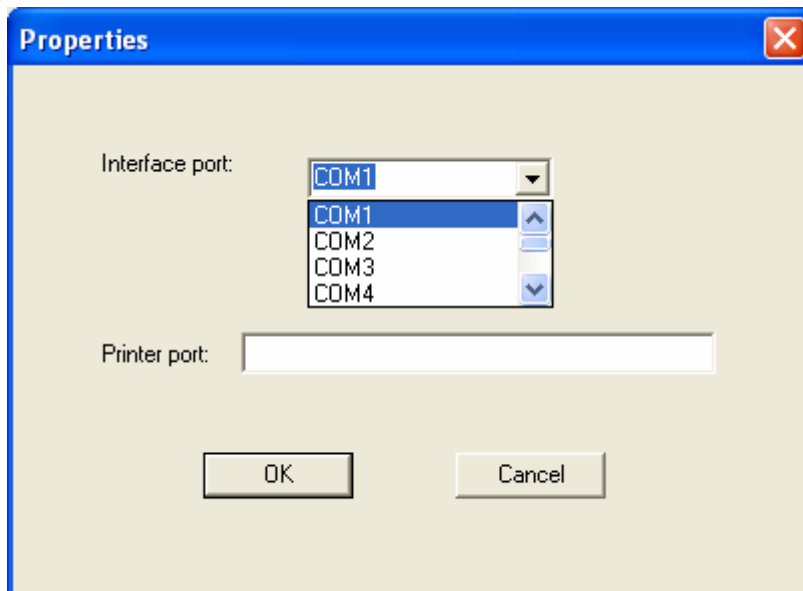 Properties
Interface port: COM1
COM1
COM2
COM3
COM4
Printer port:
OK Cancel